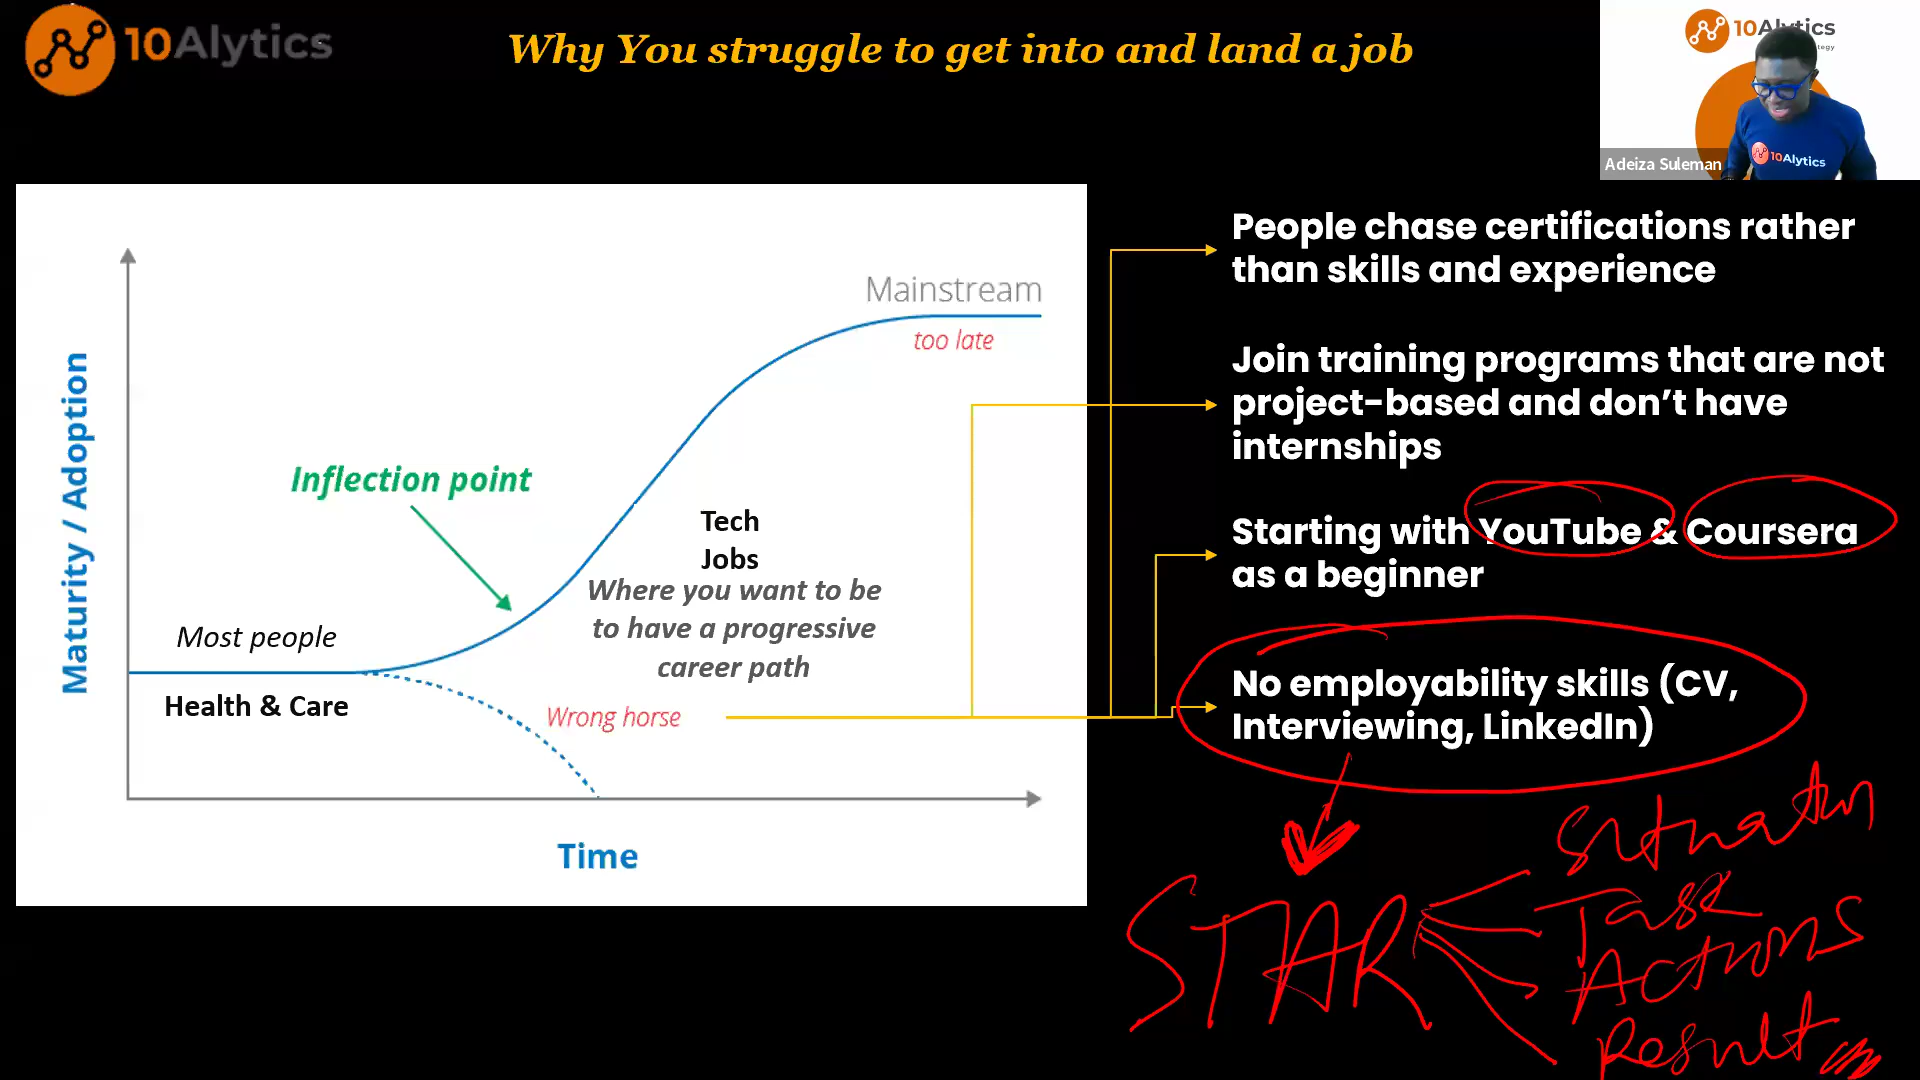 10Alytics
Why You struggle to get into and land a job
10Alytics
10Alytics
Adeiza Suleman
Maturity / Adoption
Mainstream
too late
Inflection point
Tech
Jobs
Where you want to be
to have a progressive
career path
Most people
Health & Care
Wrong horse
Time
People chase certifications rather
than skills and experience
Join training programs that are not
project-based and don't have
internships
Starting with YouTube & Coursera
as a beginner
No employability skills (CV,
Interviewing, LinkedIn)
STAR
Situation
Task
Actions
Result